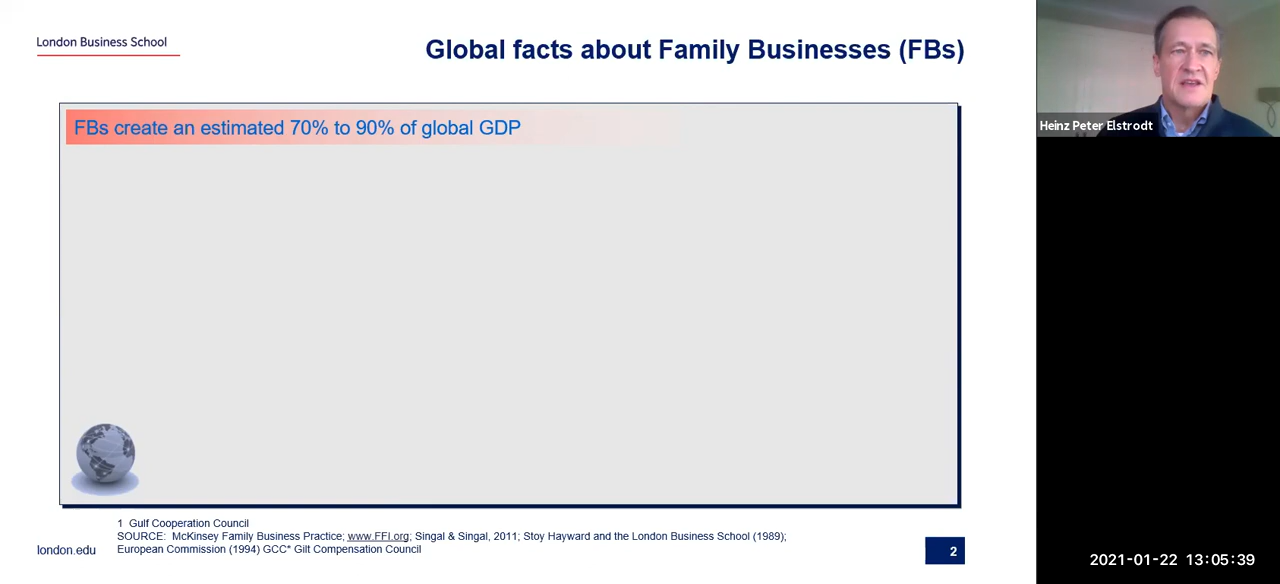 London Business School
Global facts about Family Businesses (FBs)
FBs create an estimated 70% to 90% of global GDP
Heinz Peter Elstrodt
1 Gulf Cooperation Council
SOURCE: McKinsey Family Business Practice; www.FFI.org; Singal & Singal, 2011; Stoy Hayward and the London Business School (1989);
European Commission (1994) GCC* Gilt Compensation Council
london.edu
2
2021-01-22 13:05:39